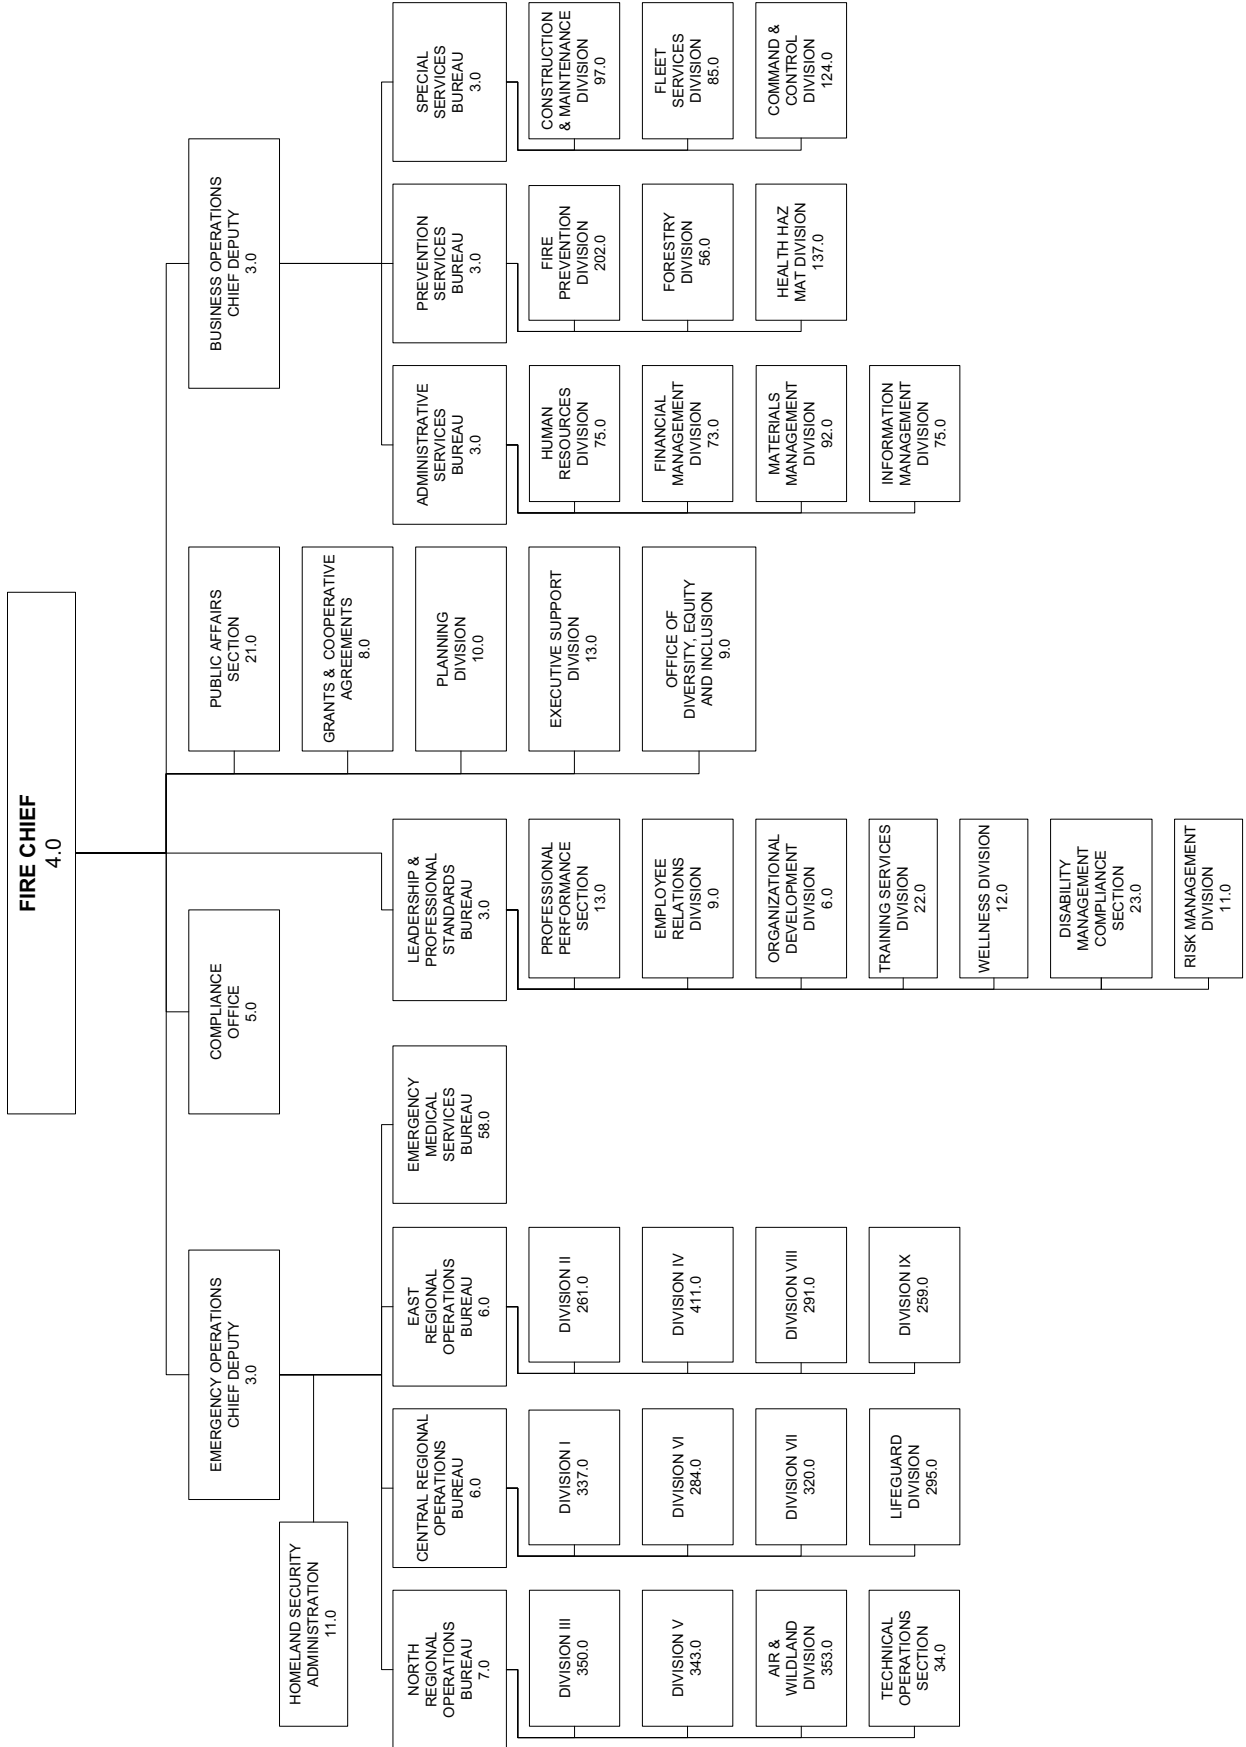 FIRE CHIEF
4.0
EMERGENCY OPERATIONS
CHIEF DEPUTY
3.0
COMPLIANCE
OFFICE
5.0
PUBLIC AFFAIRS
SECTION
21.0
BUSINESS OPERATIONS
CHIEF DEPUTY
3.0
HOMELAND SECURITY
ADMINISTRATION
11.0
GRANTS & COOPERATIVE
AGREEMENTS
8.0
PLANNING
DIVISION
10.0
EXECUTIVE SUPPORT
DIVISION
13.0
OFFICE OF
DIVERSITY, EQUITY
AND INCLUSION
9.0
NORTH
REGIONAL
OPERATIONS
BUREAU
7.0
DIVISION III
350.0
DIVISION V
343.0
AIR &
WILDLAND
DIVISION
353.0
TECHNICAL
OPERATIONS
SECTION
34.0
CENTRAL REGIONAL
OPERATIONS
BUREAU
6.0
DIVISION I
337.0
DIVISION VI
284.0
DIVISION VII
320.0
LIFEGUARD
DIVISION
295.0
EAST
REGIONAL
OPERATIONS
BUREAU
6.0
DIVISION II
261.0
DIVISION IV
411.0
DIVISION VIII
291.0
DIVISION IX
259.0
EMERGENCY
MEDICAL
SERVICES
BUREAU
58.0
LEADERSHIP &
PROFESSIONAL
STANDARDS
BUREAU
3.0
PROFESSIONAL
PERFORMANCE
SECTION
13.0
EMPLOYEE
RELATIONS
DIVISION
9.0
ORGANIZATIONAL
DEVELOPMENT
DIVISION
6.0
TRAINING SERVICES
DIVISION
22.0
WELLNESS DIVISION
12.0
DISABILITY
MANAGEMENT
COMPLIANCE
SECTION
23.0
RISK MANAGEMENT
DIVISION
11.0
ADMINISTRATIVE
SERVICES
BUREAU
3.0
HUMAN
RESOURCES
DIVISION
75.0
FINANCIAL
MANAGEMENT
DIVISION
73.0
MATERIALS
MANAGEMENT
DIVISION
92.0
INFORMATION
MANAGEMENT
DIVISION
75.0
PREVENTION
SERVICES
BUREAU
3.0
FIRE
PREVENTION
DIVISION
202.0
FORESTRY
DIVISION
56.0
HEALTH HAZ
MAT DIVISION
137.0
SPECIAL
SERVICES
BUREAU
3.0
CONSTRUCTION
& MAINTENANCE
DIVISION
97.0
FLEET
SERVICES
DIVISION
85.0
COMMAND &
CONTROL
DIVISION
124.0